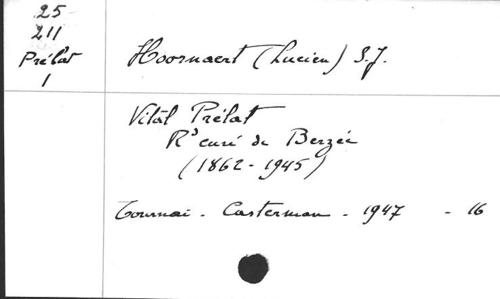 25
211
Prélat
1
Hoornaert (Lucien) S.J.
Vital Prélat
Rd curé de Berzée
(1862-1945)
Tournai - Casterman - 1947 - 16